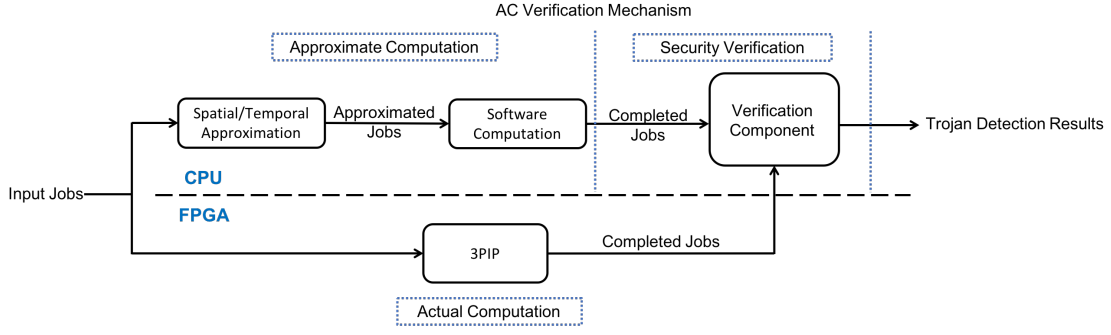 AC Verification Mechanism
Approximate Computation
Security Verification
Spatial/Temporal
Approximation
Approximated
Jobs
Software
Computation
Completed
Jobs
Verification
Component
Trojan Detection Results
CPU
Input Jobs
FPGA
3PIP
Completed Jobs
Actual Computation